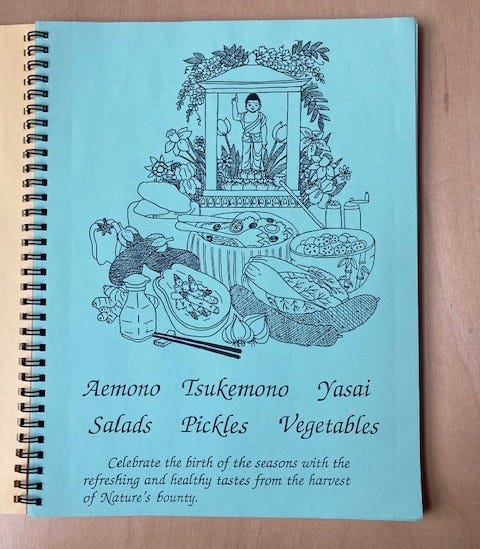 Aemono Tsukemono Yasai
Salads Pickles Vegetables
Celebrate the birth of the seasons with the
refreshing and healthy tastes from the harvest
of Nature's bounty.